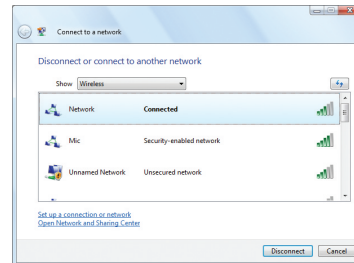 Connect to a network
Disconnect or connect to another network
Show Wireless
Network Connected
Mic Security-enabled network
Unnamed Network Unsecured network
Set up a connection or network
Open Network and Sharing Center
Disconnect Cancel